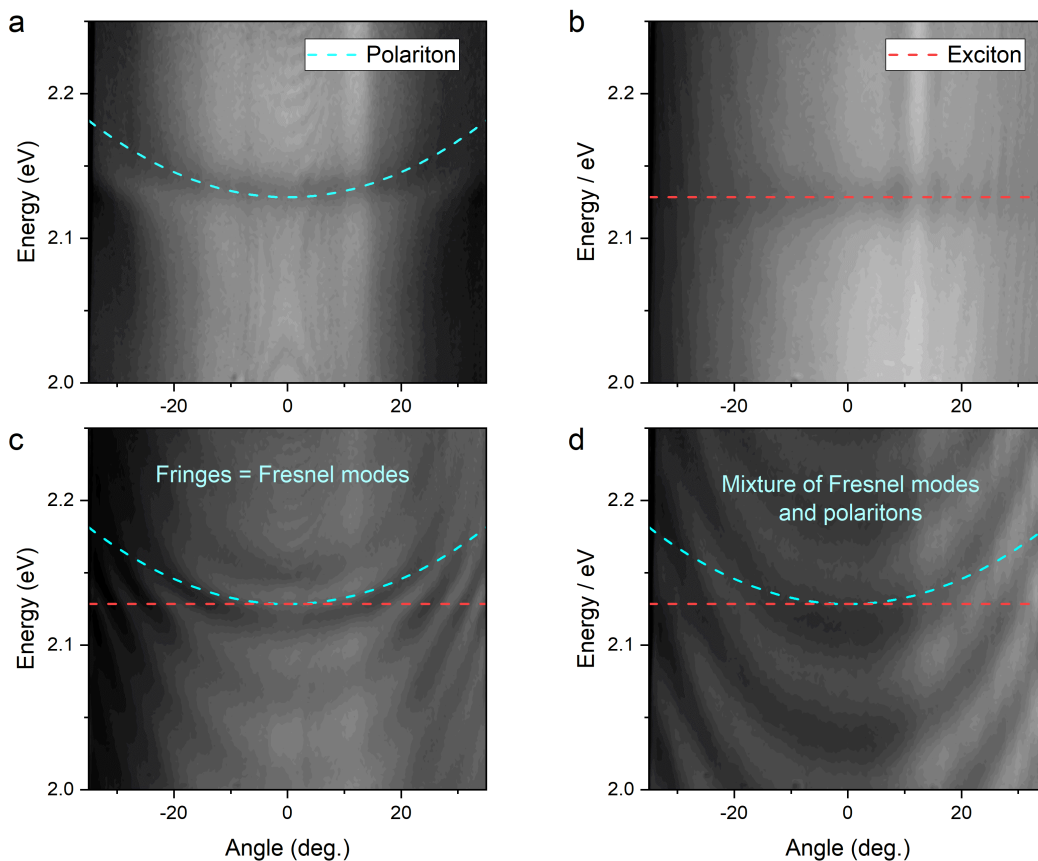 a
Polariton
Energy (eV)
2.2
2.1
2.0
-20
0
20
b
Exciton
Energy / eV
2.2
2.1
2.0
-20
0
20
c
Fringes = Fresnel modes
Energy (eV)
2.2
2.1
2.0
-20
0
20
Angle (deg.)
d
Mixture of Fresnel modes
and polaritons
Energy / eV
2.2
2.1
2.0
-20
0
20
Angle (deg.)